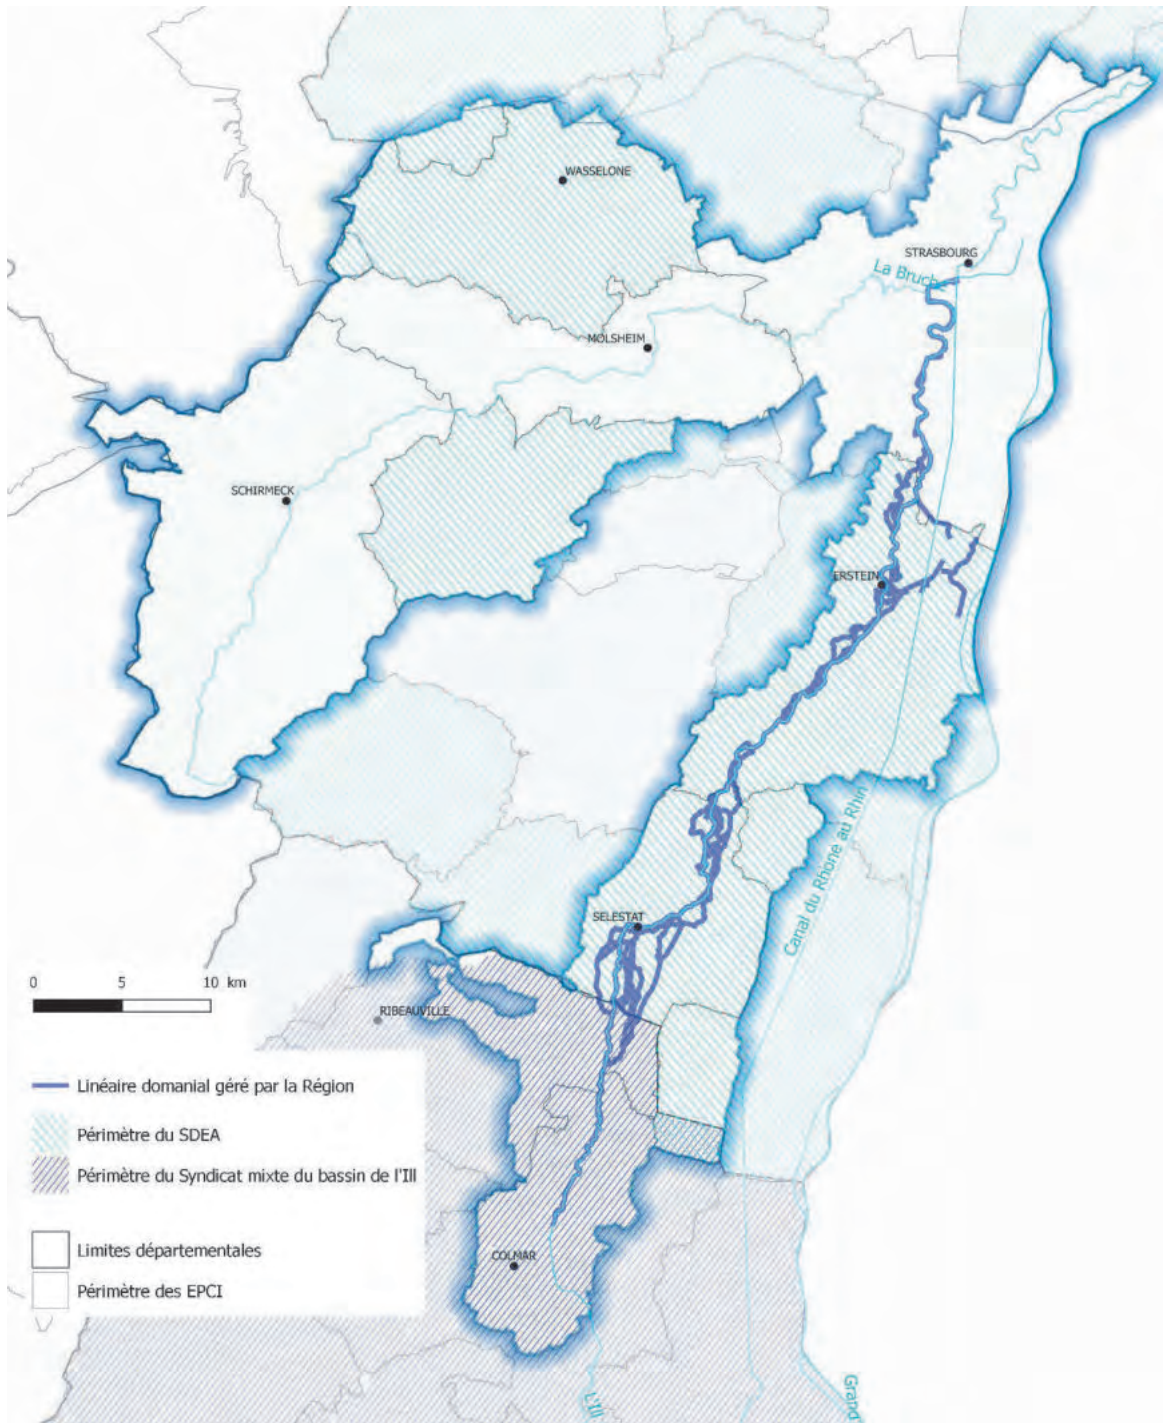 WASSELONE
STRASBOURG
La Bruche
MOLSHEIM
SCHIRMECK
ERSTEIN
Canal du Rhone au Rhin
SELESTAT
0 5 10 km
RIBEAUVILLE
Linéaire domanial géré par la Région
Périmètre du SDEA
Périmètre du Syndicat mixte du bassin de l'Ill
Limites départementales
COLMAR
Périmètre des EPCI
L'Ill
Grand